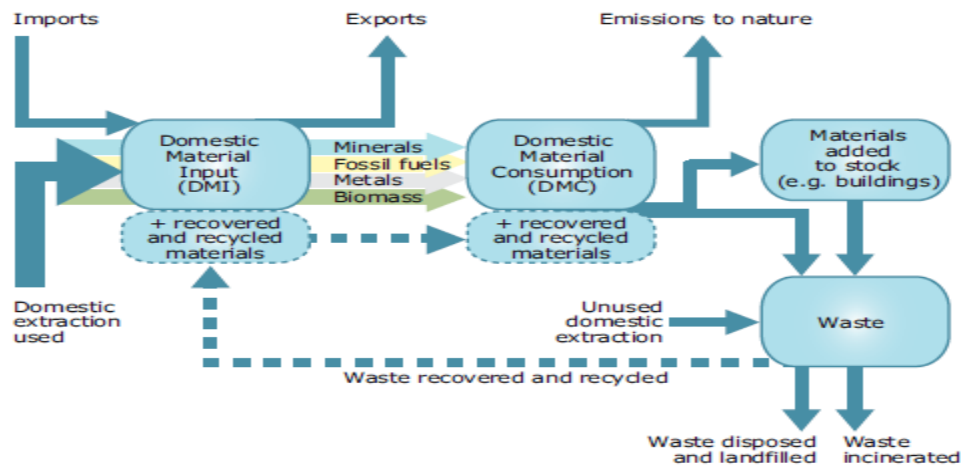 Imports
Exports
Emissions to nature
Domestic
Material
Input
(DMI)
Minerals
Fossil fuels
Metals
Biomass
Domestic
Material
Consumption
(DMC)
Materials
added
to stock
(e.g. buildings)
+ recovered
and recycled
materials
+ recovered
and recycled
materials
Domestic
extraction
used
Unused
domestic
extraction
Waste
Waste recovered and recycled
Waste disposed
and landfilled
Waste
incinerated